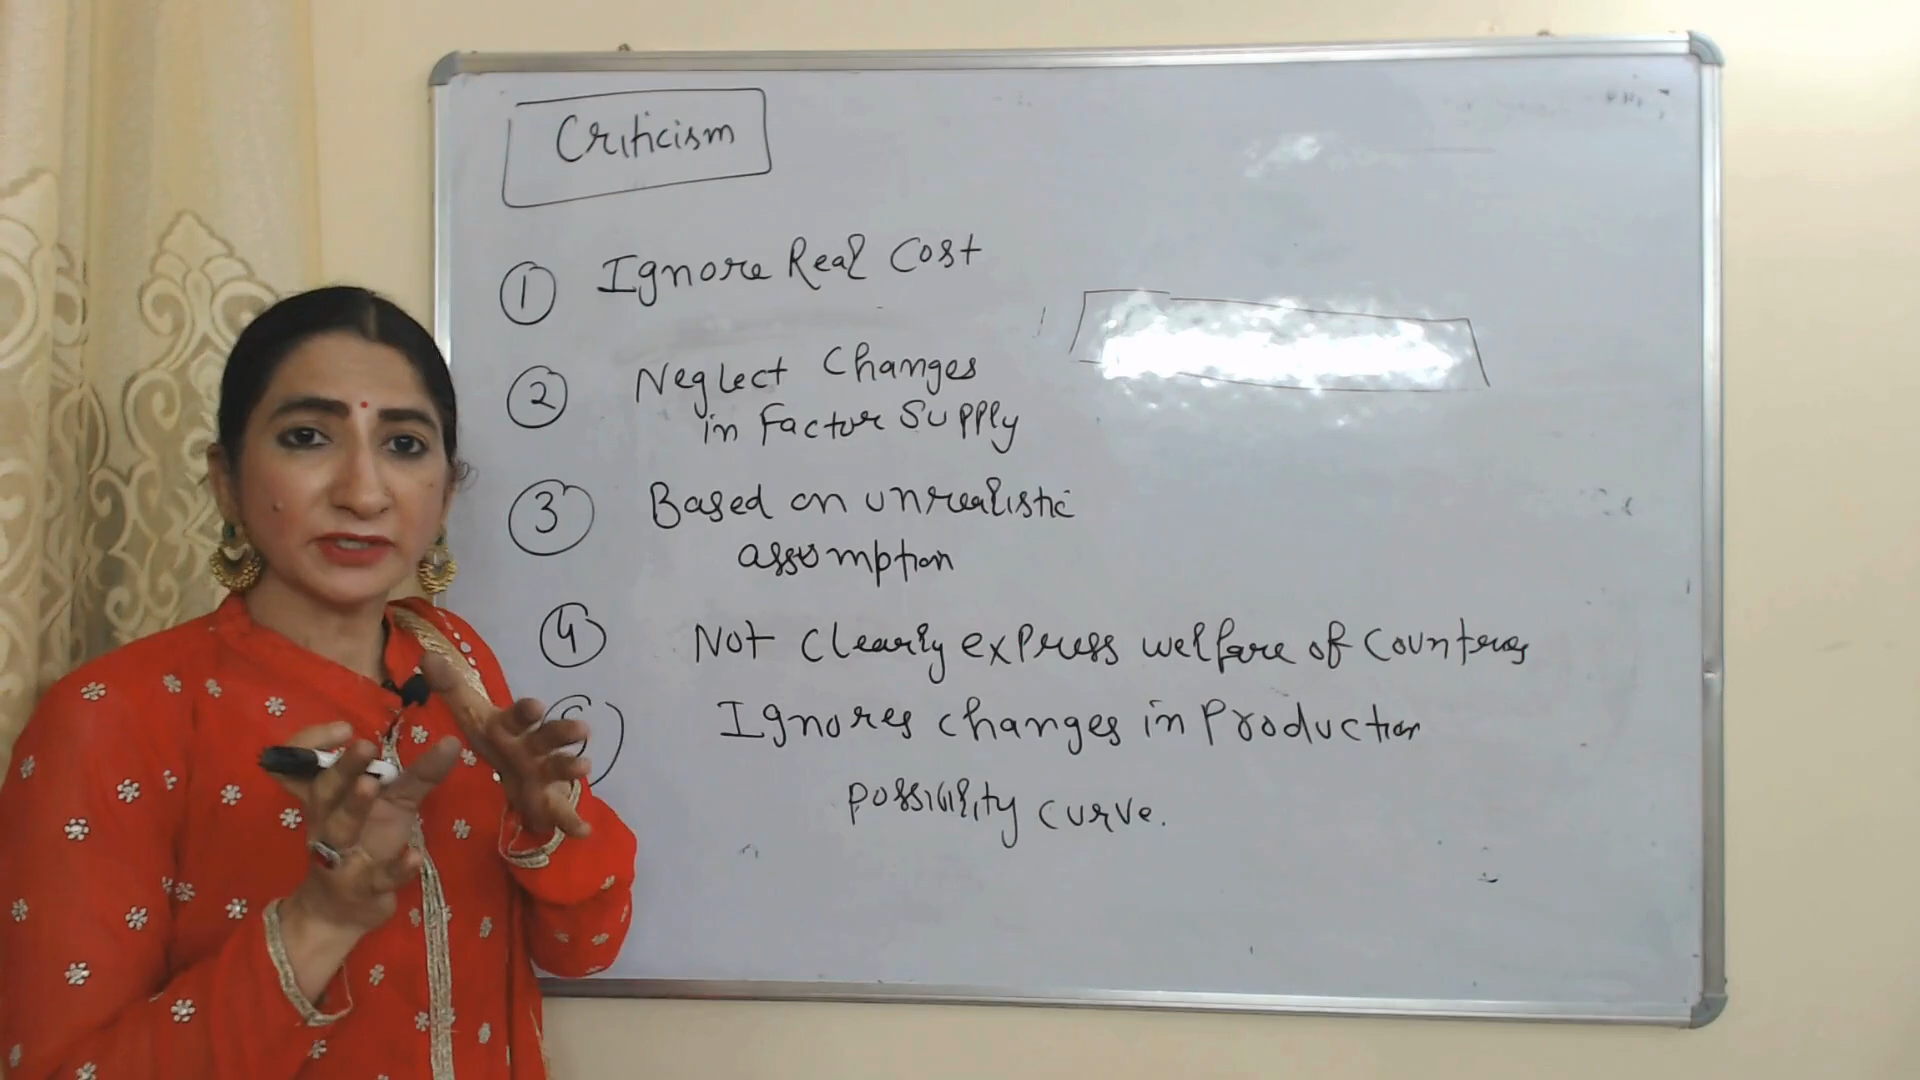 Criticism
1 Ignore Real Cost
2 Neglect Changes
in Factor Supply
3 Based on unrealistic
assumption
4 Not Clearly express welfare of
Ignores changes in Production
possibility curve.